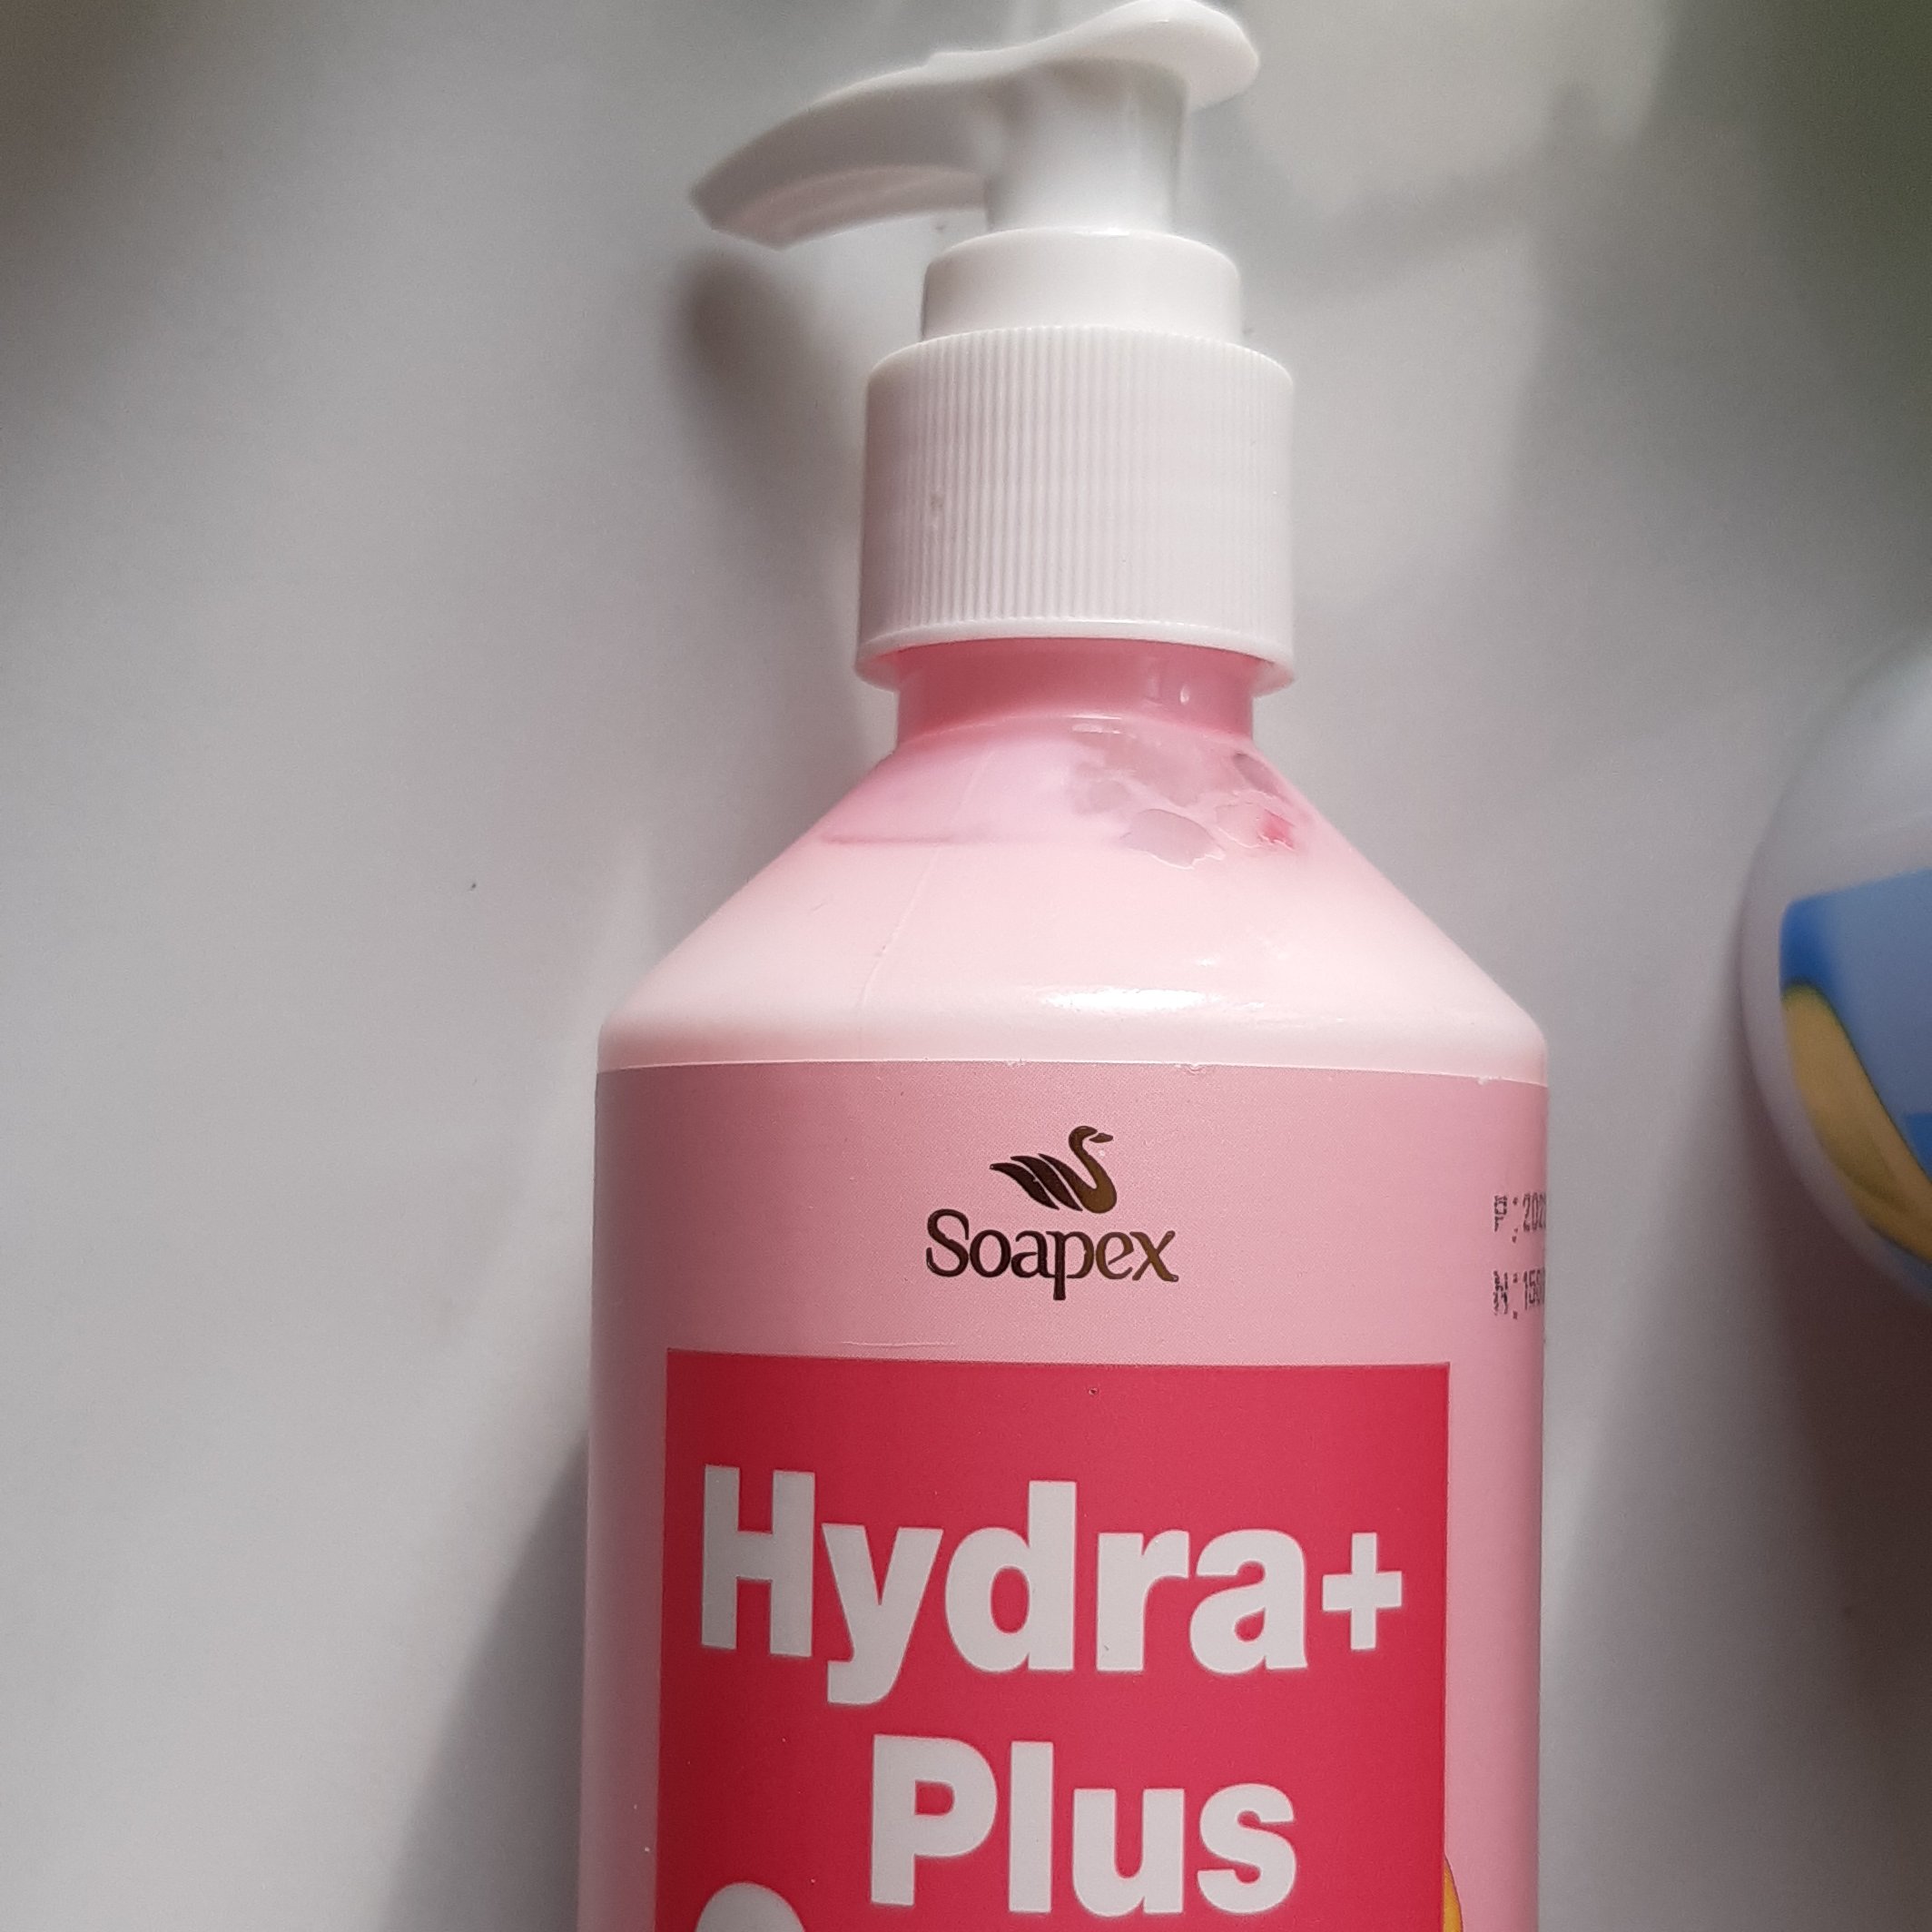 Soapex
Hydra+
Plus
P:
N: